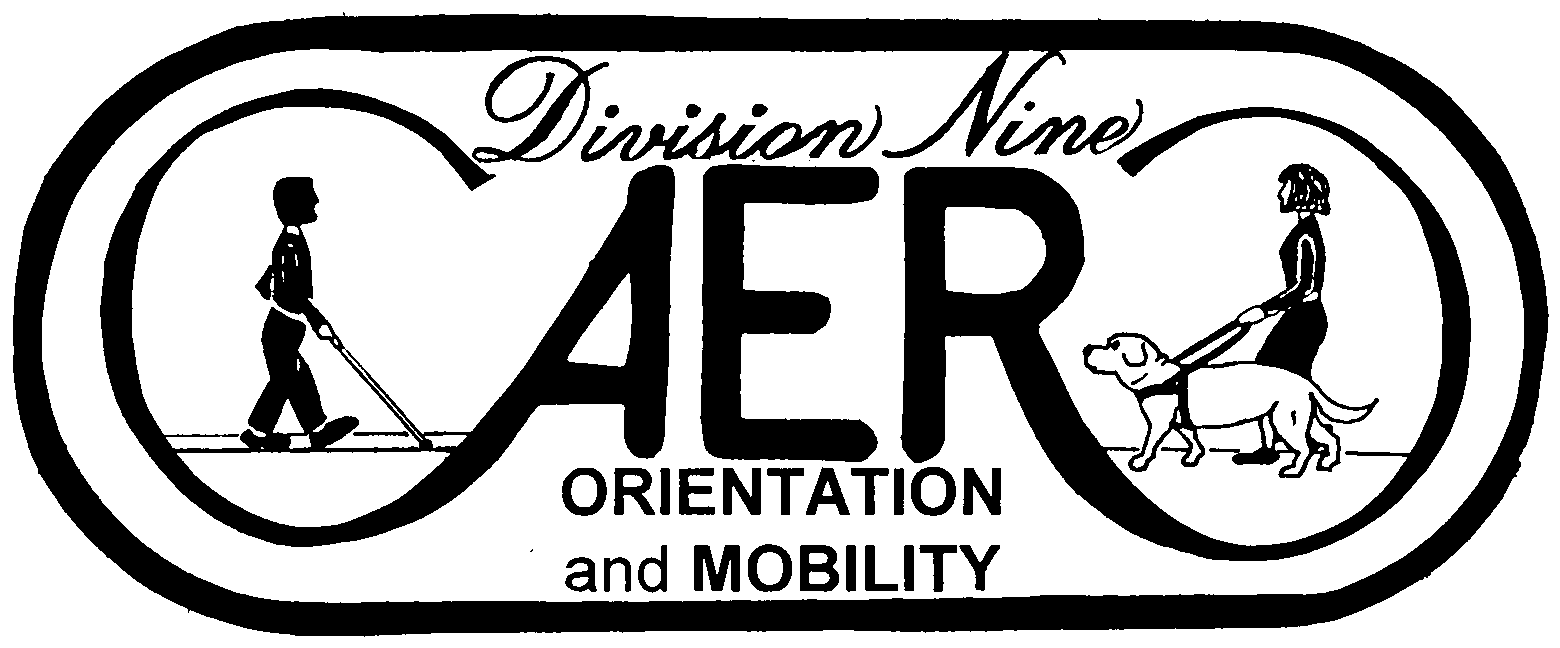 Division Nine
AER
ORIENTATION
and MOBILITY